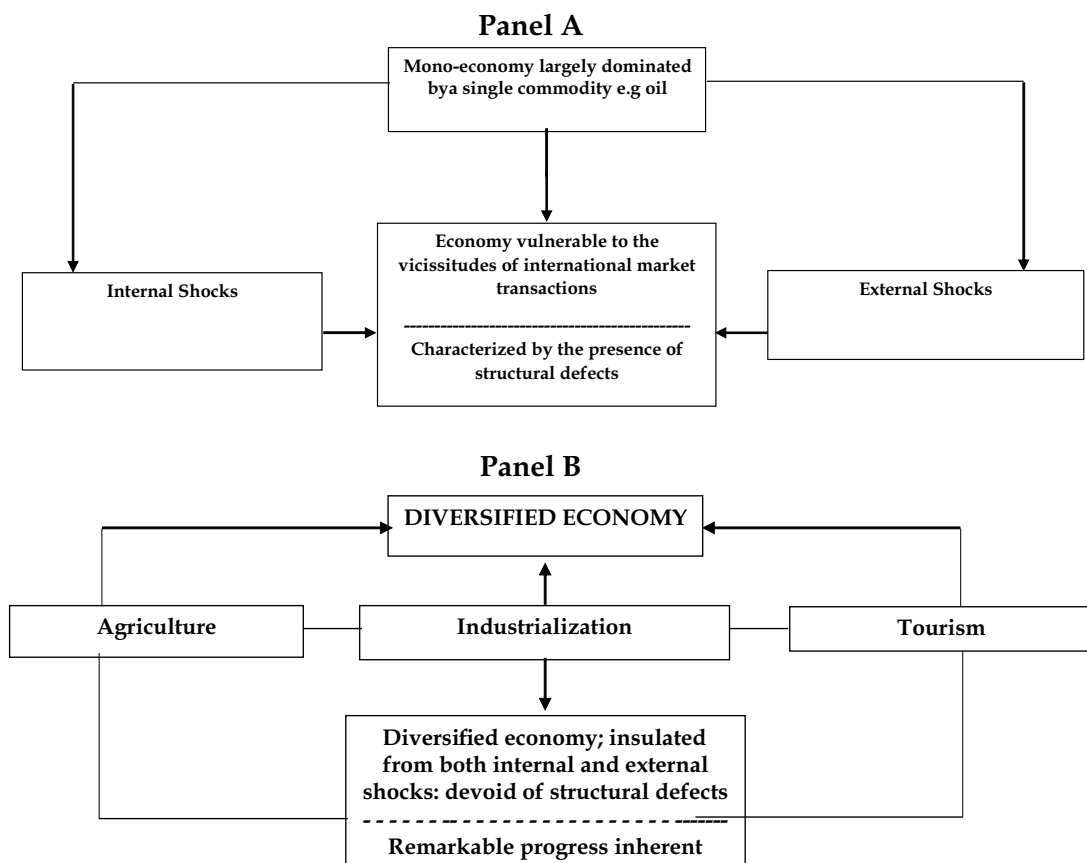 Panel A
Mono-economy largely dominated
bya single commodity e.g oil
Economy vulnerable to the
vicissitudes of international market
transactions
Internal Shocks
External Shocks
Characterized by the presence of
structural defects
Panel B
DIVERSIFIED ECONOMY
Agriculture
Industrialization
Tourism
Diversified economy; insulated
from both internal and external
shocks: devoid of structural defects
Remarkable progress inherent